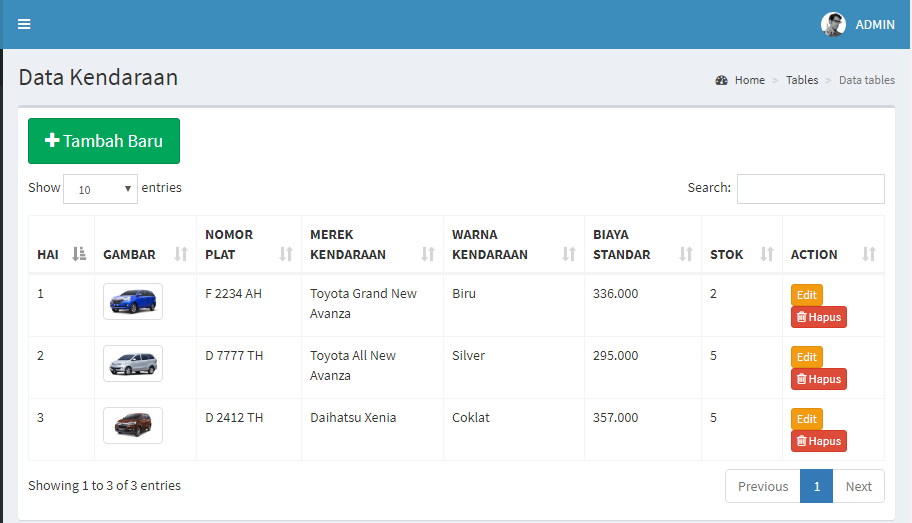 ADMIN
Data Kendaraan
Home > Tables > Data tables
Tambah Baru
Show 10 entries
Search:
HAI GAMBAR NOMOR PLAT MEREK KENDARAAN WARNA KENDARAAN BIAYA STANDAR STOK ACTION
1 F 2234 AH Toyota Grand New Avanza Biru 336.000 2 Edit Hapus
2 D 7777 TH Toyota All New Avanza Silver 295.000 5 Edit Hapus
3 D 2412 TH Daihatsu Xenia Coklat 357.000 5 Edit Hapus
Showing 1 to 3 of 3 entries
Previous 1 Next